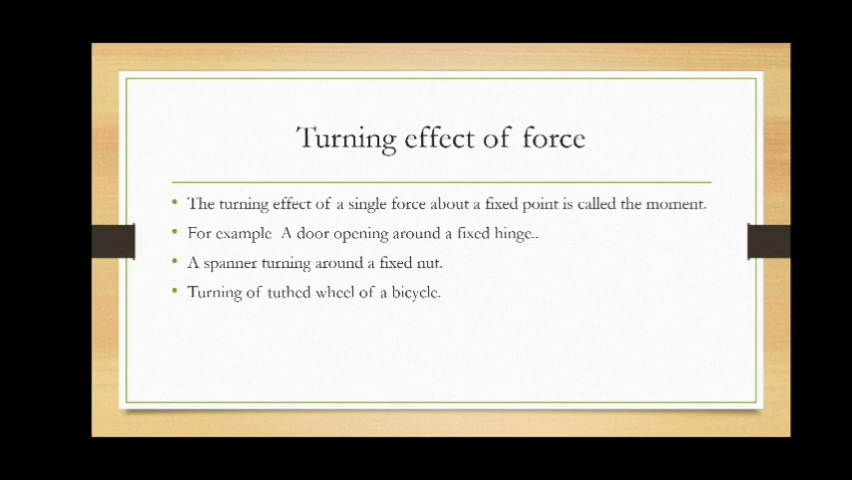 Turning effect of force
• The turning effect of a single force about a fixed point is called the moment.
• For example A door opening around a fixed hinge..
• A spanner turning around a fixed nut.
• Turning of tuthed wheel of a bicycle.